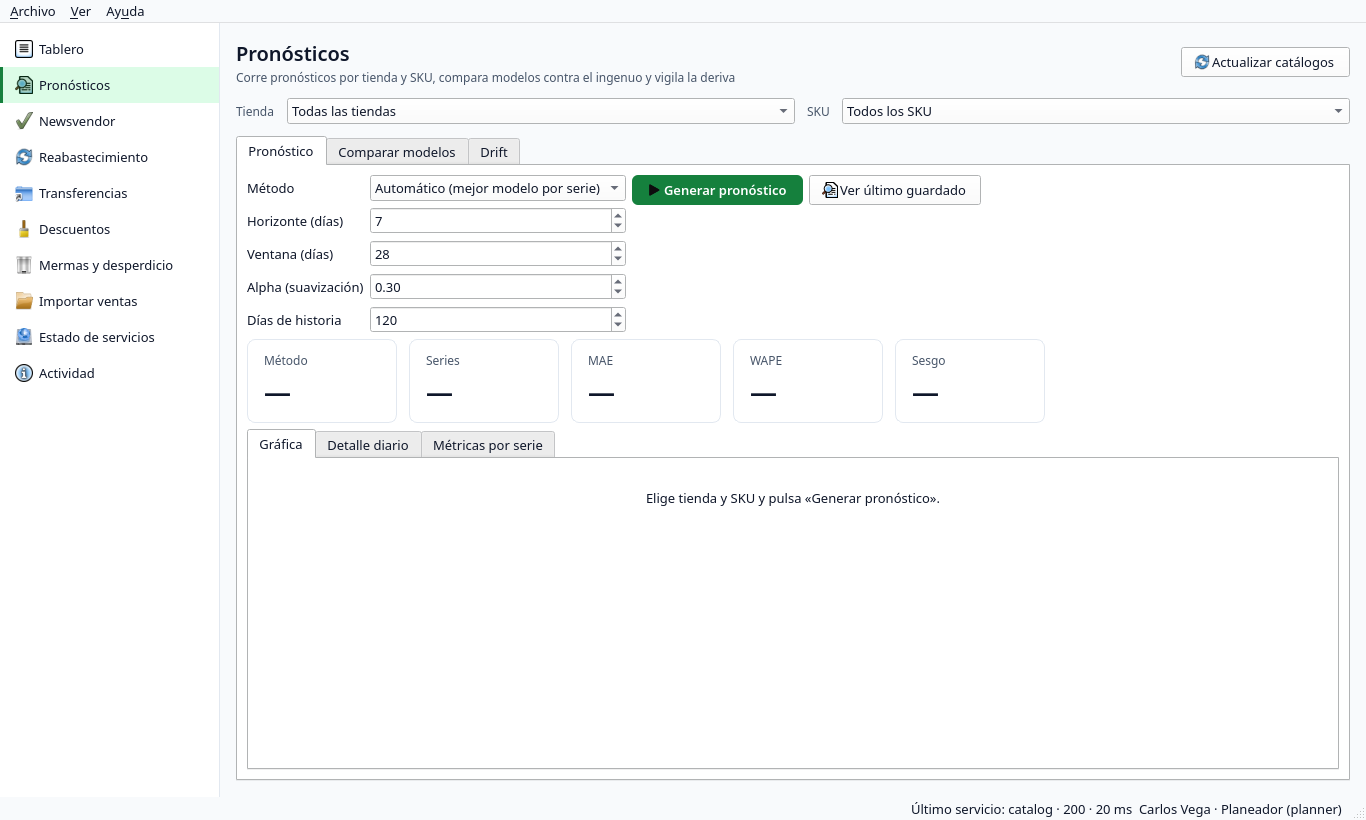 Archivo Ver Ayuda
Tablero
Pronósticos
Newsvendor
Reabastecimiento
Transferencias
Descuentos
Mermas y desperdicio
Importar ventas
Estado de servicios
Actividad
Pronósticos
Corre pronósticos por tienda y SKU, compara modelos contra el ingenuo y vigila la deriva
Actualizar catálogos
Tienda Todas las tiendas SKU Todos los SKU
Pronóstico Comparar modelos Drift
Método Automático (mejor modelo por serie) Generar pronóstico Ver último guardado
Horizonte (días) 7
Ventana (días) 28
Alpha (suavización) 0.30
Días de historia 120
Método Series MAE WAPE Sesgo
— — — — —
Gráfica Detalle diario Métricas por serie
Elige tienda y SKU y pulsa «Generar pronóstico».
Último servicio: catalog · 200 · 20 ms Carlos Vega · Planeador (planner)